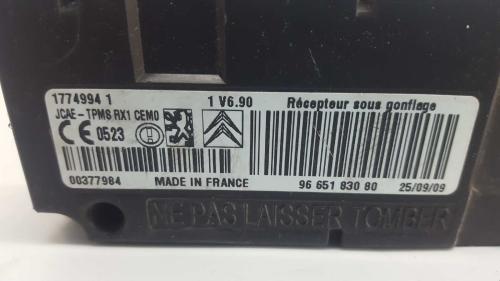 1774994 1 1 V6.90 Récepteur sous gonflage
JCAE-TPMS RX1 CEM0
CE 0523
00377984 MADE IN FRANCE 96 651 830 80 25/09/09
NE PAS LAISSER TOMBER